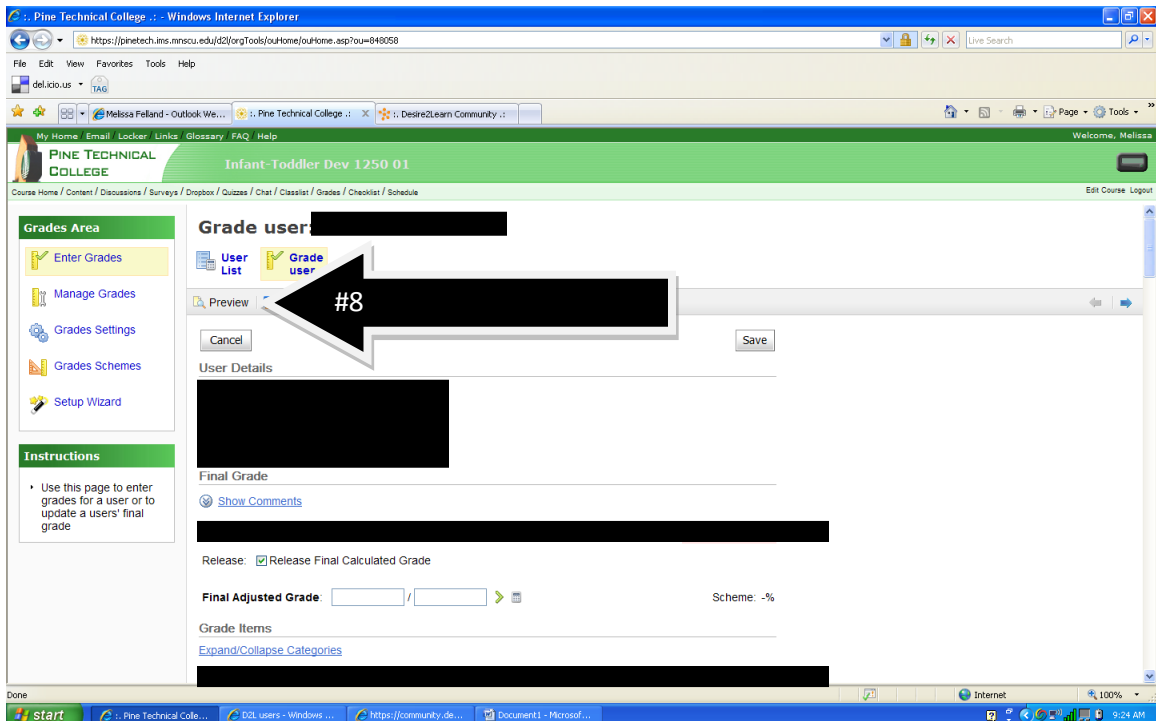 :. Pine Technical College .: - Windows Internet Explorer
https://pinetech.ims.mnscu.edu/d2l/orgTools/ouHome/ouHome.asp?ou=848058
Live Search
File Edit View Favorites Tools Help
del.icio.us TAG
Melissa Felland - Outlook We... :. Pine Technical College .: X :. Desire2Learn Community .:
Page Tools »
My Home / Email / Locker / Links / Glossary / FAQ / Help
Welcome, Melissa
PINE TECHNICAL
COLLEGE
Infant-Toddler Dev 1250 01
Course Home / Content / Discussions / Surveys / Dropbox / Quizzes / Chat / Classlist / Grades / Checklist / Schedule
Edit Course Logout
Grades Area
Enter Grades
Manage Grades
Grades Settings
Grades Schemes
Setup Wizard
Instructions
Use this page to enter
grades for a user or to
update a users' final
grade
Grade user:
User
List
Grade
user
Preview
#8
Cancel
Save
User Details
Final Grade
Show Comments
Release: Release Final Calculated Grade
Final Adjusted Grade: /
Scheme: -%
Grade Items
Expand/Collapse Categories
Done
Internet
100%
start
:. Pine Technical Colle...
D2L users - Windows ...
https://community.de...
Document1 - Microsof...
9:24 AM